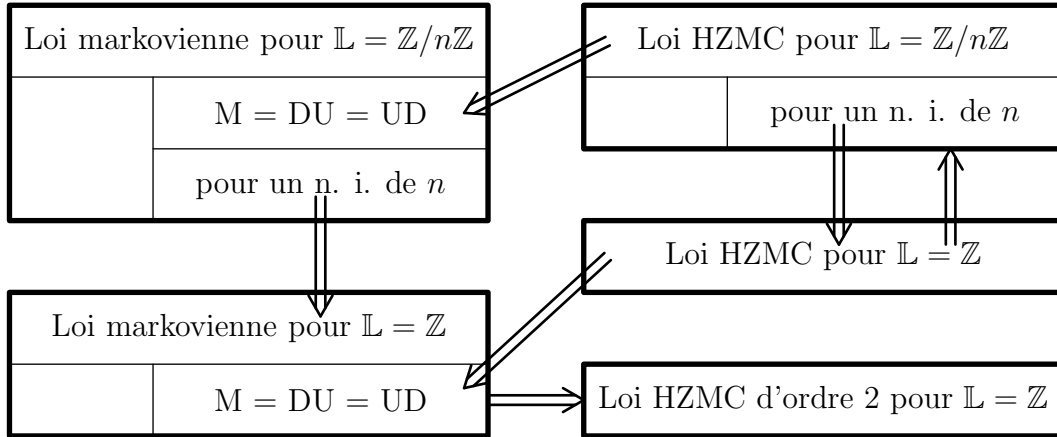 Loi markovienne pour 𝕃 = ℤ/nℤ
M = DU = UD
pour un n. i. de n
Loi HZMC pour 𝕃 = ℤ/nℤ
pour un n. i. de n
Loi HZMC pour 𝕃 = ℤ
Loi markovienne pour 𝕃 = ℤ
M = DU = UD
Loi HZMC d'ordre 2 pour 𝕃 = ℤ